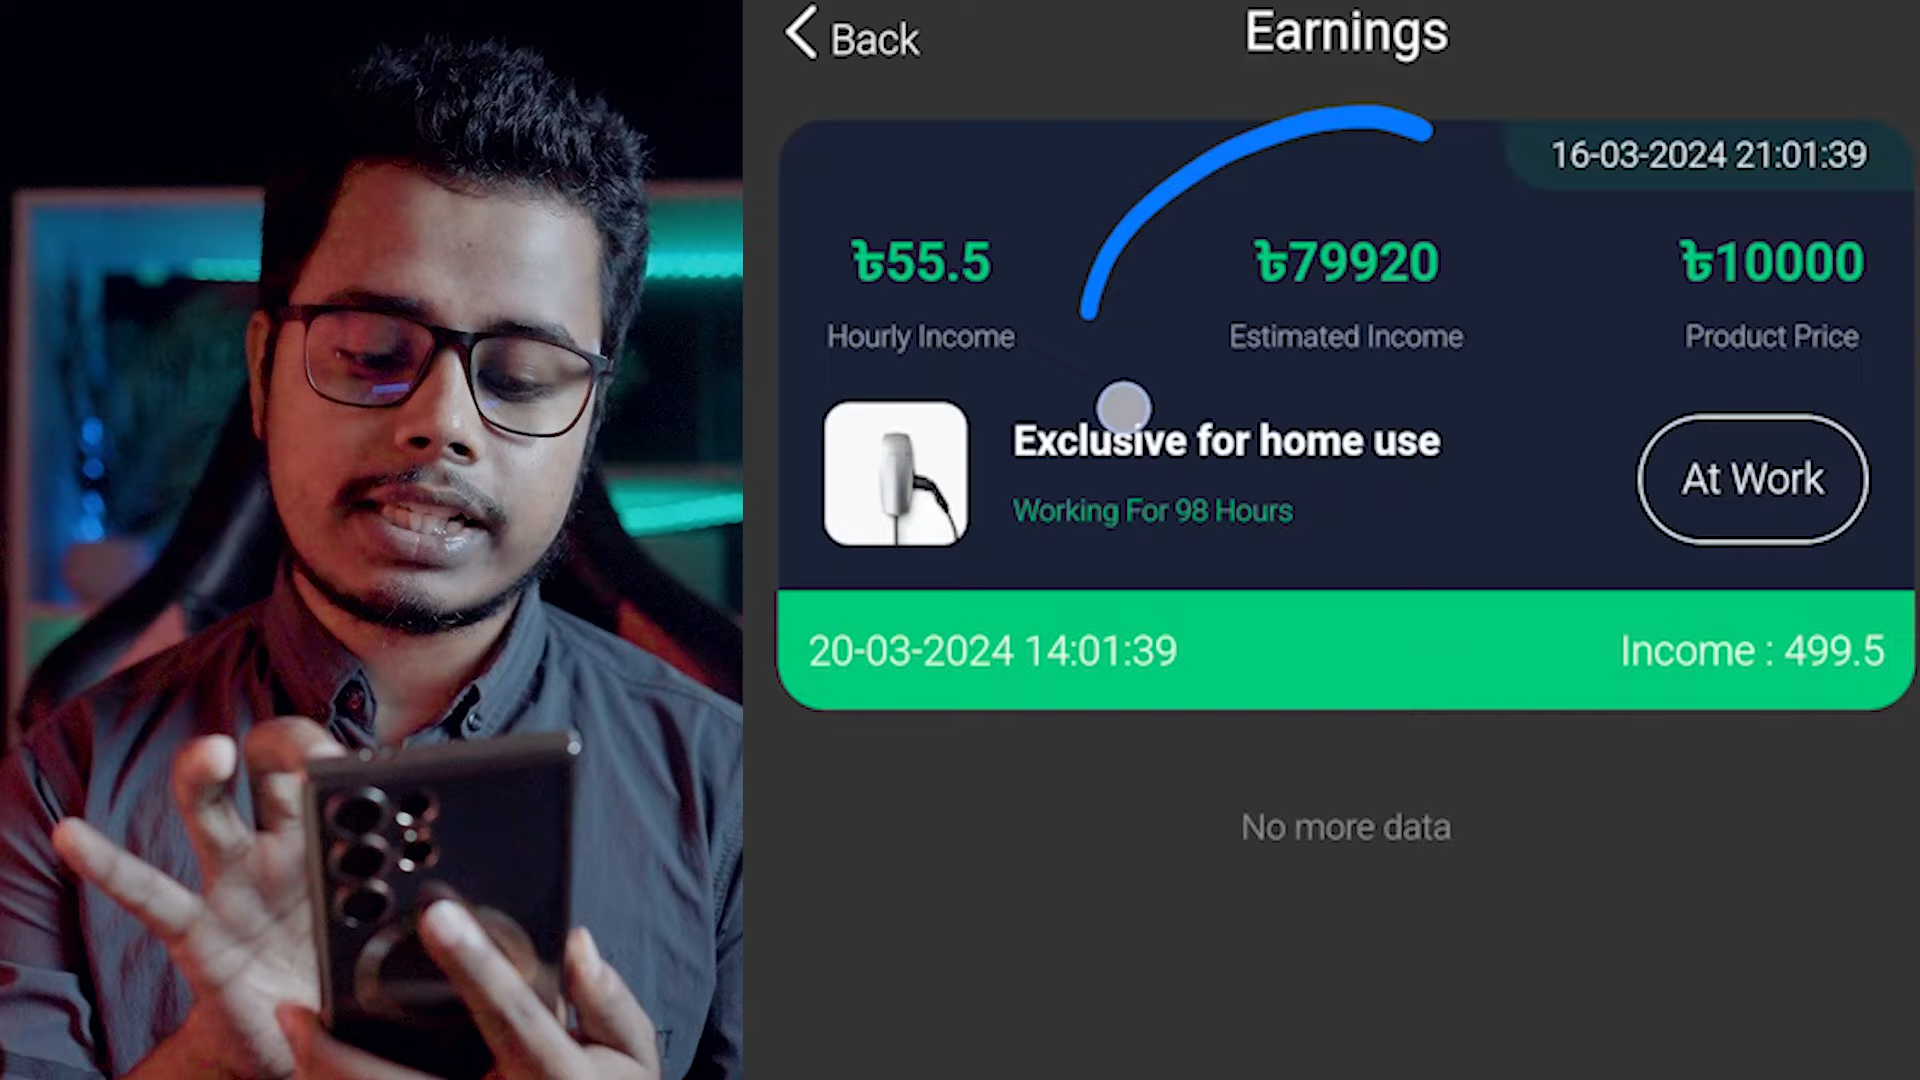 Back
Earnings
16-03-2024 21:01:39
৳55.5
৳79920
৳10000
Hourly Income
Estimated Income
Product Price
Exclusive for home use
Working For 98 Hours
At Work
20-03-2024 14:01:39
Income : 499.5
No more data